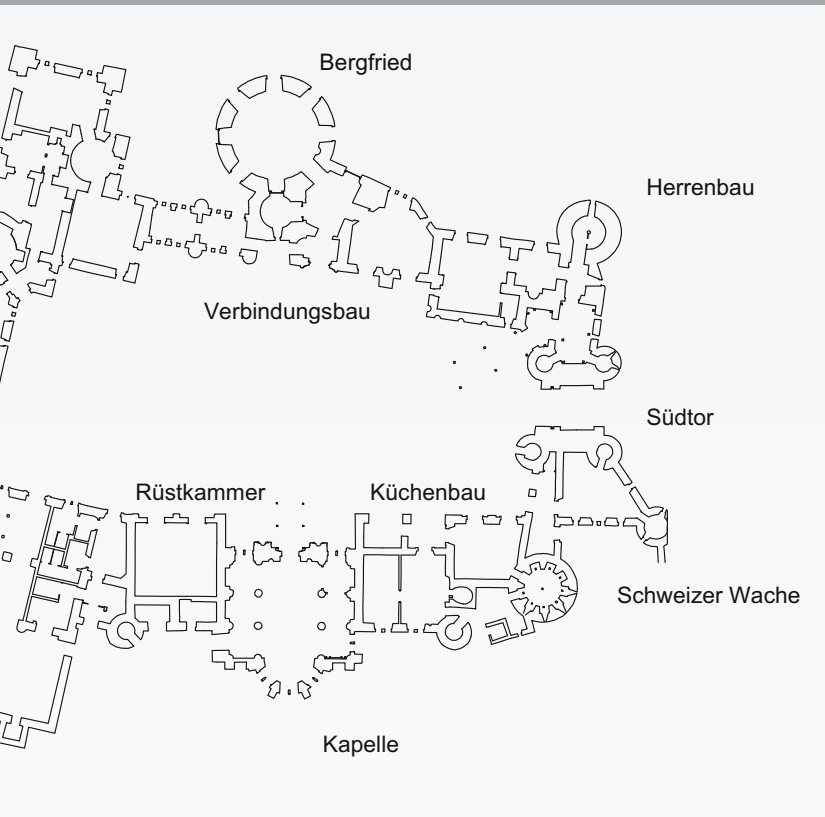 Bergfried
Herrenbau
Verbindungsbau
Südtor
Rüstkammer
Küchenbau
Schweizer Wache
Kapelle